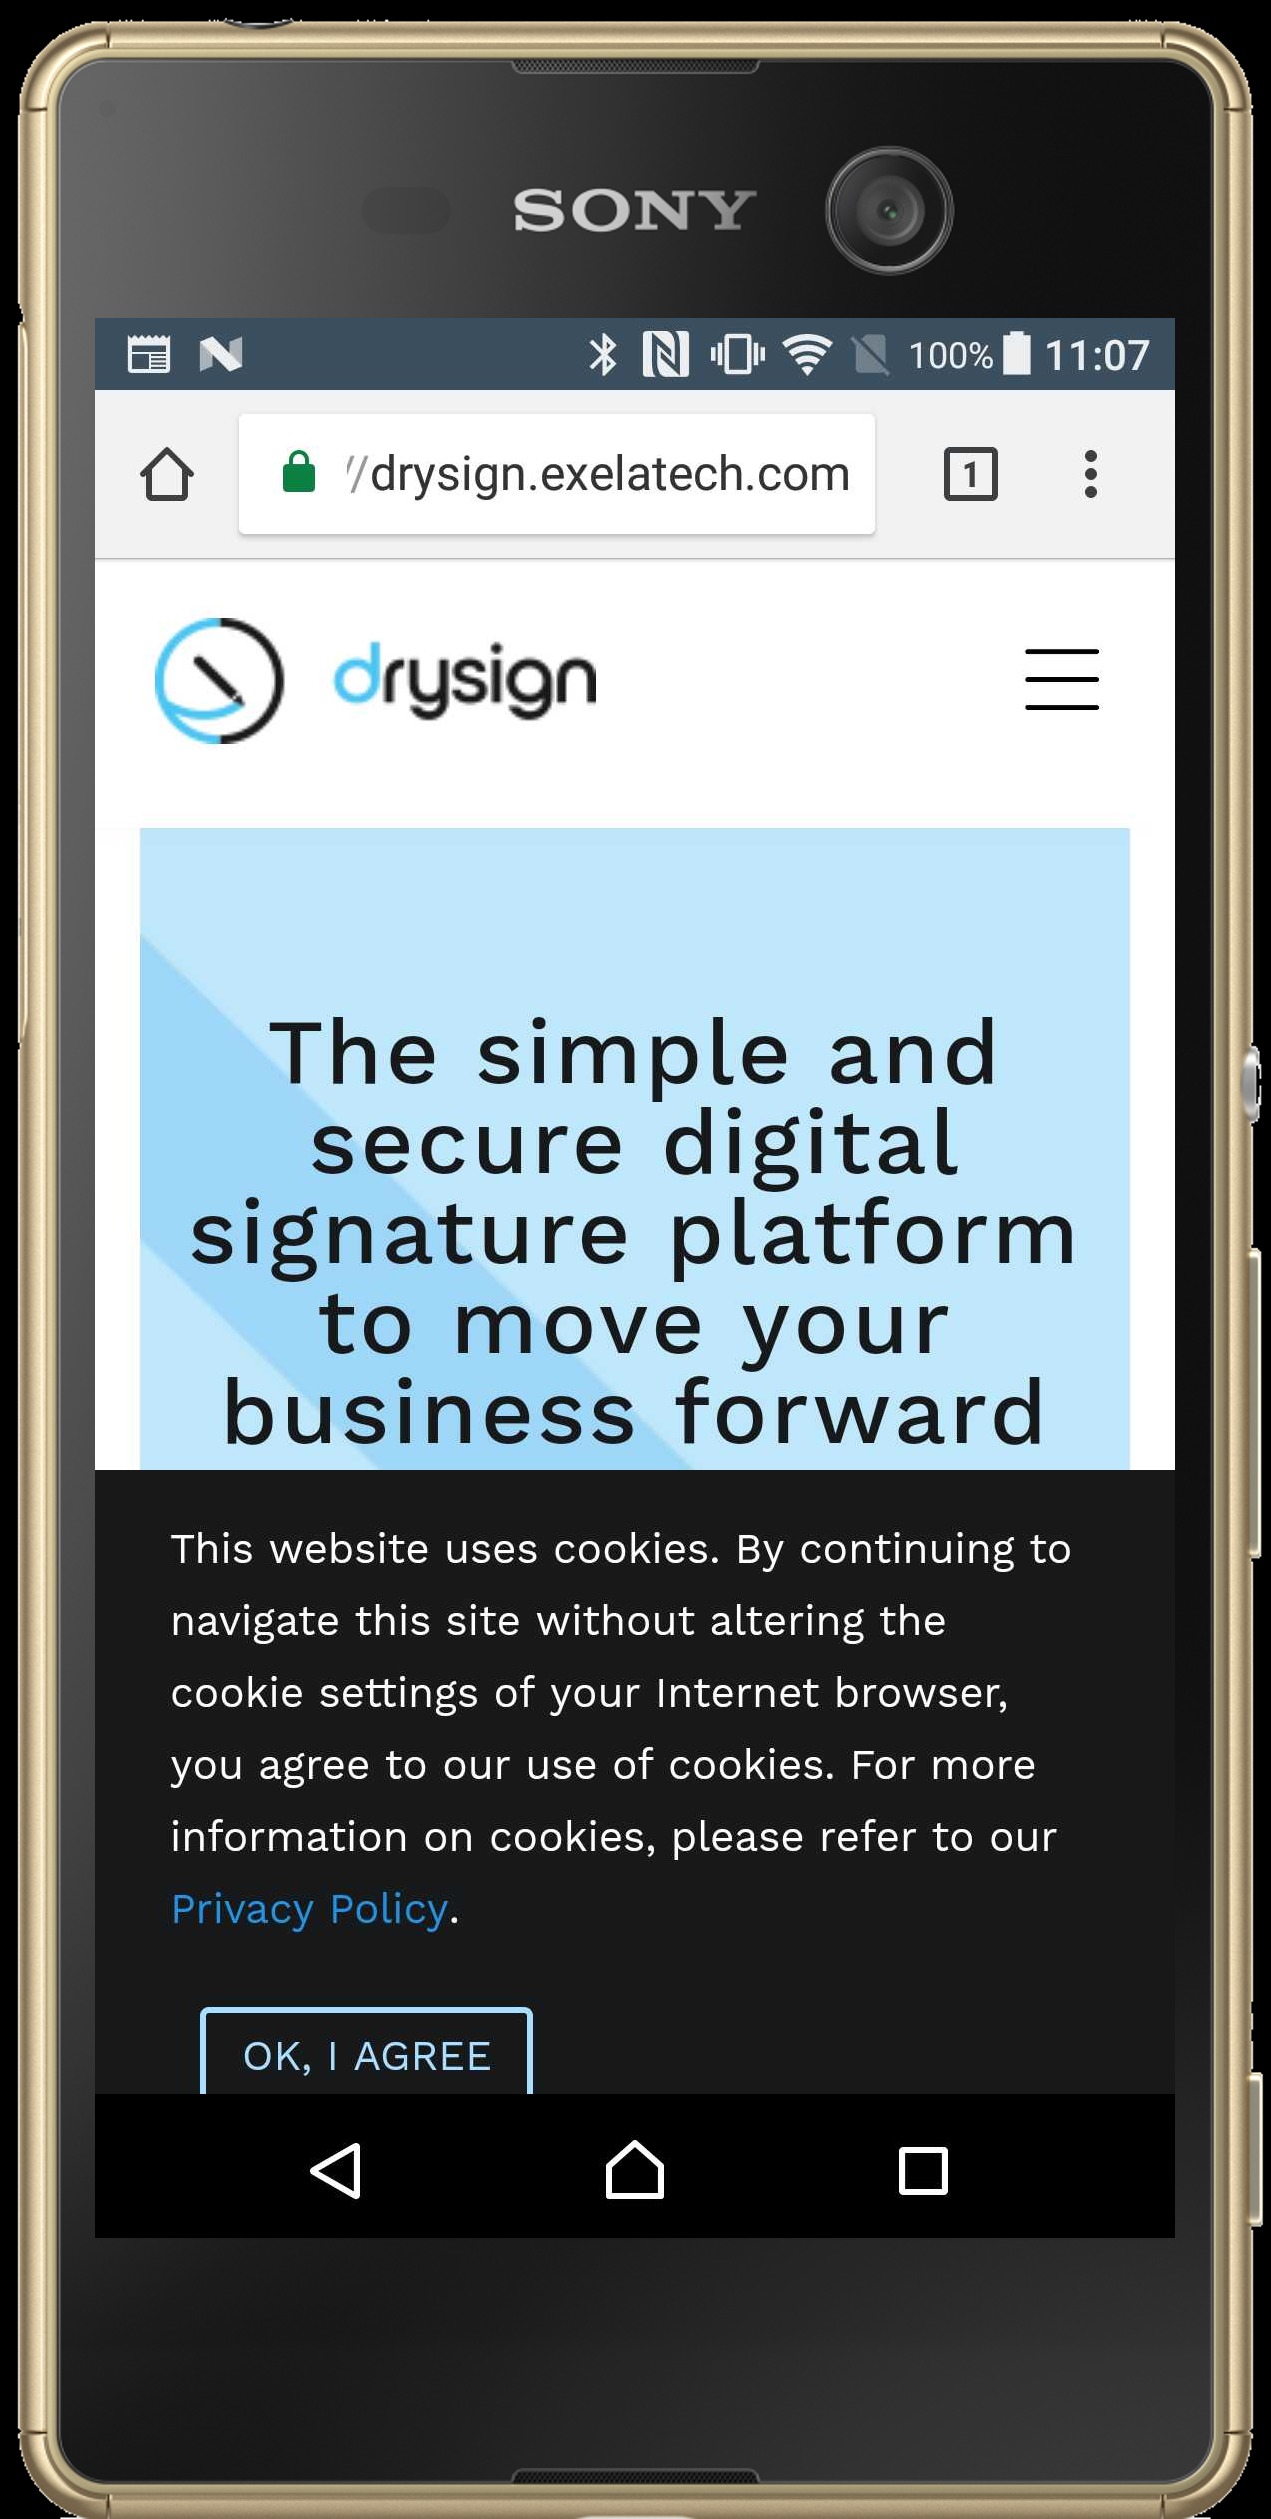 SONY
100% 11:07
//drysign.exelatech.com 1
drysign
The simple and
secure digital
signature platform
to move your
business forward
This website uses cookies. By continuing to
navigate this site without altering the
cookie settings of your Internet browser,
you agree to our use of cookies. For more
information on cookies, please refer to our
Privacy Policy.
OK, I AGREE